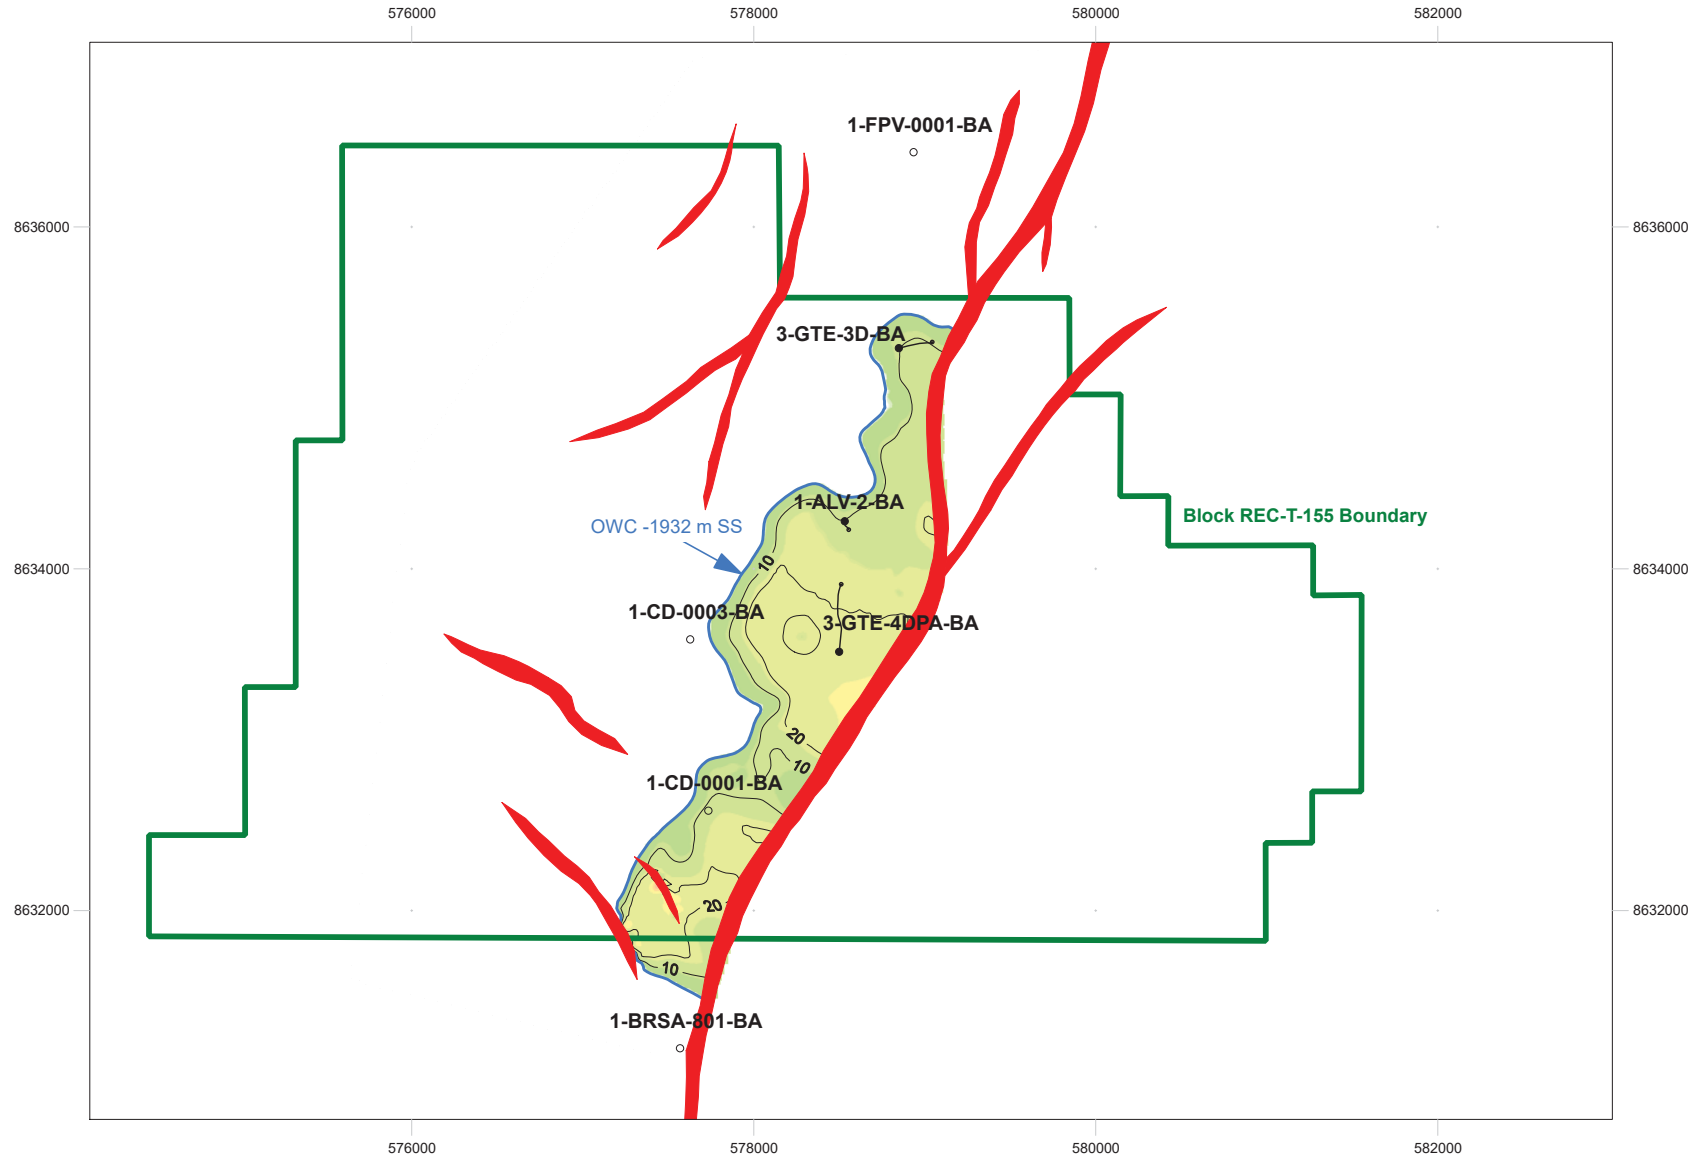 576000 578000 580000 582000
1-FPV-0001-BA
8636000 8636000
3-GTE-3D-BA
1-ALV-2-BA
Block REC-T-155 Boundary
OWC -1932 m SS
10
8634000 8634000
1-CD-0003-BA
3-GTE-4DPA-BA
20
10
1-CD-0001-BA
20
8632000 8632000
10
1-BRSA-801-BA
576000 578000 580000 582000